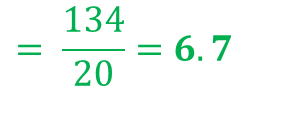 = 134/20 = 6.7